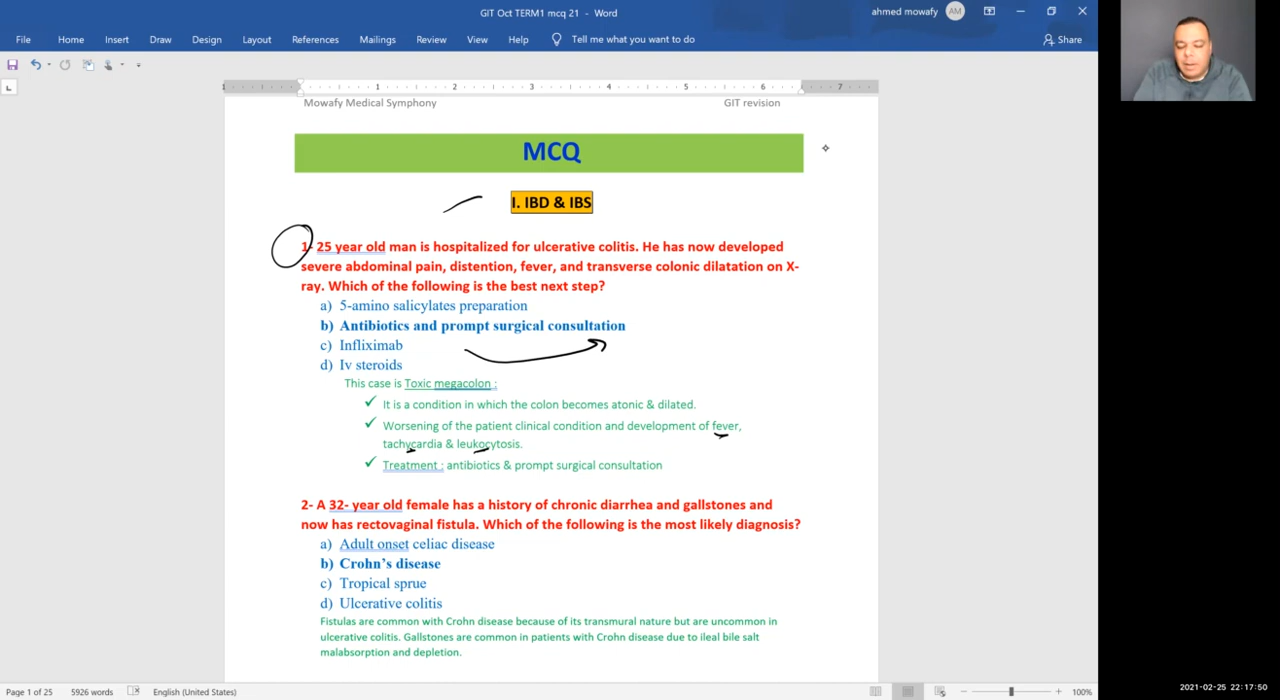 GIT Oct TERM1 mcq 21 - Word
ahmed mowafy AM
File Home Insert Draw Design Layout References Mailings Review View Help Tell me what you want to do Share
1 1 2 3 4 5 6 7
Mowafy Medical Symphony GIT revision
MCQ
I. IBD & IBS
1- 25 year old man is hospitalized for ulcerative colitis. He has now developed
severe abdominal pain, distention, fever, and transverse colonic dilatation on X-
ray. Which of the following is the best next step?
a) 5-amino salicylates preparation
b) Antibiotics and prompt surgical consultation
c) Infliximab
d) Iv steroids
This case is Toxic megacolon :
✓ It is a condition in which the colon becomes atonic & dilated.
✓ Worsening of the patient clinical condition and development of fever,
tachycardia & leukocytosis.
✓ Treatment : antibiotics & prompt surgical consultation
2- A 32- year old female has a history of chronic diarrhea and gallstones and
now has rectovaginal fistula. Which of the following is the most likely diagnosis?
a) Adult onset celiac disease
b) Crohn's disease
c) Tropical sprue
d) Ulcerative colitis
Fistulas are common with Crohn disease because of its transmural nature but are uncommon in
ulcerative colitis. Gallstones are common in patients with Crohn disease due to ileal bile salt
malabsorption and depletion.
Page 1 of 25 5926 words English (United States) 100%
2021-02-25 22:17:50